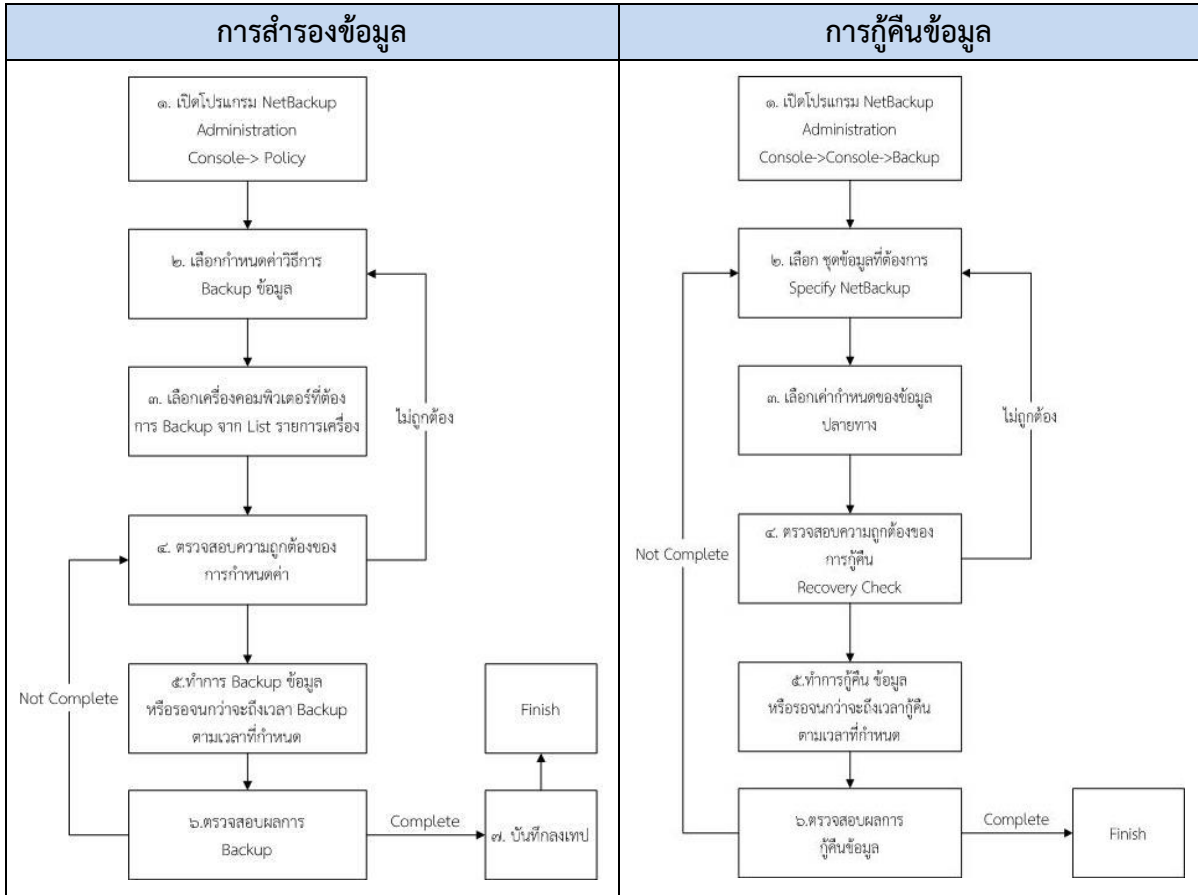 การสำรองข้อมูล
๑. เปิดโปรแกรม NetBackup
Administration
Console-> Policy
๒. เลือกกำหนดค่าวิธีการ
Backup ข้อมูล
๓. เลือกเครื่องคอมพิวเตอร์ที่ต้อง
การ Backup จาก List รายการเครื่อง
ไม่ถูกต้อง
๔. ตรวจสอบความถูกต้องของ
การกำหนดค่า
Not Complete
๕.ทำการ Backup ข้อมูล
หรือรอจนกว่าจะถึงเวลา Backup
ตามเวลาที่กำหนด
๖.ตรวจสอบผลการ
Backup
Complete
๗. บันทึกลงเทป
Finish
การกู้คืนข้อมูล
๑. เปิดโปรแกรม NetBackup
Administration
Console->Console->Backup
๒. เลือก ชุดข้อมูลที่ต้องการ
Specify NetBackup
๓. เลือกเค่ากำหนดของข้อมูล
ปลายทาง
ไม่ถูกต้อง
๔. ตรวจสอบความถูกต้องของ
การกู้คืน
Recovery Check
Not Complete
๕.ทำการกู้คืน ข้อมูล
หรือรอจนกว่าจะถึงเวลากู้คืน
ตามเวลาที่กำหนด
๖.ตรวจสอบผลการ
กู้คืนข้อมูล
Complete
Finish